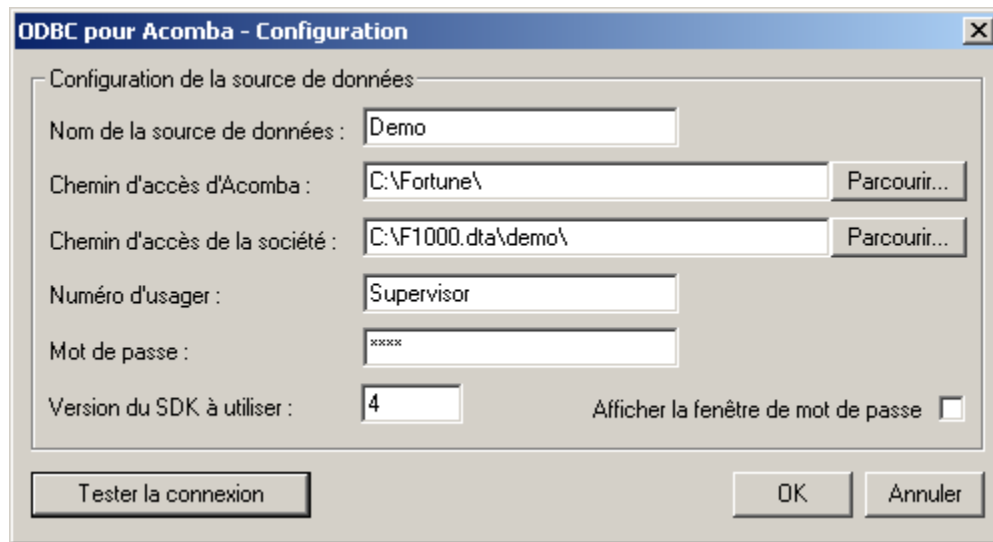 ODBC pour Acomba - Configuration
Configuration de la source de données
Nom de la source de données : Demo
Chemin d'accès d'Acomba : C:\Fortune\ Parcourir...
Chemin d'accès de la société : C:\F1000.dta\demo\ Parcourir...
Numéro d'usager : Supervisor
Mot de passe : ****
Version du SDK à utiliser : 4 Afficher la fenêtre de mot de passe
Tester la connexion OK Annuler